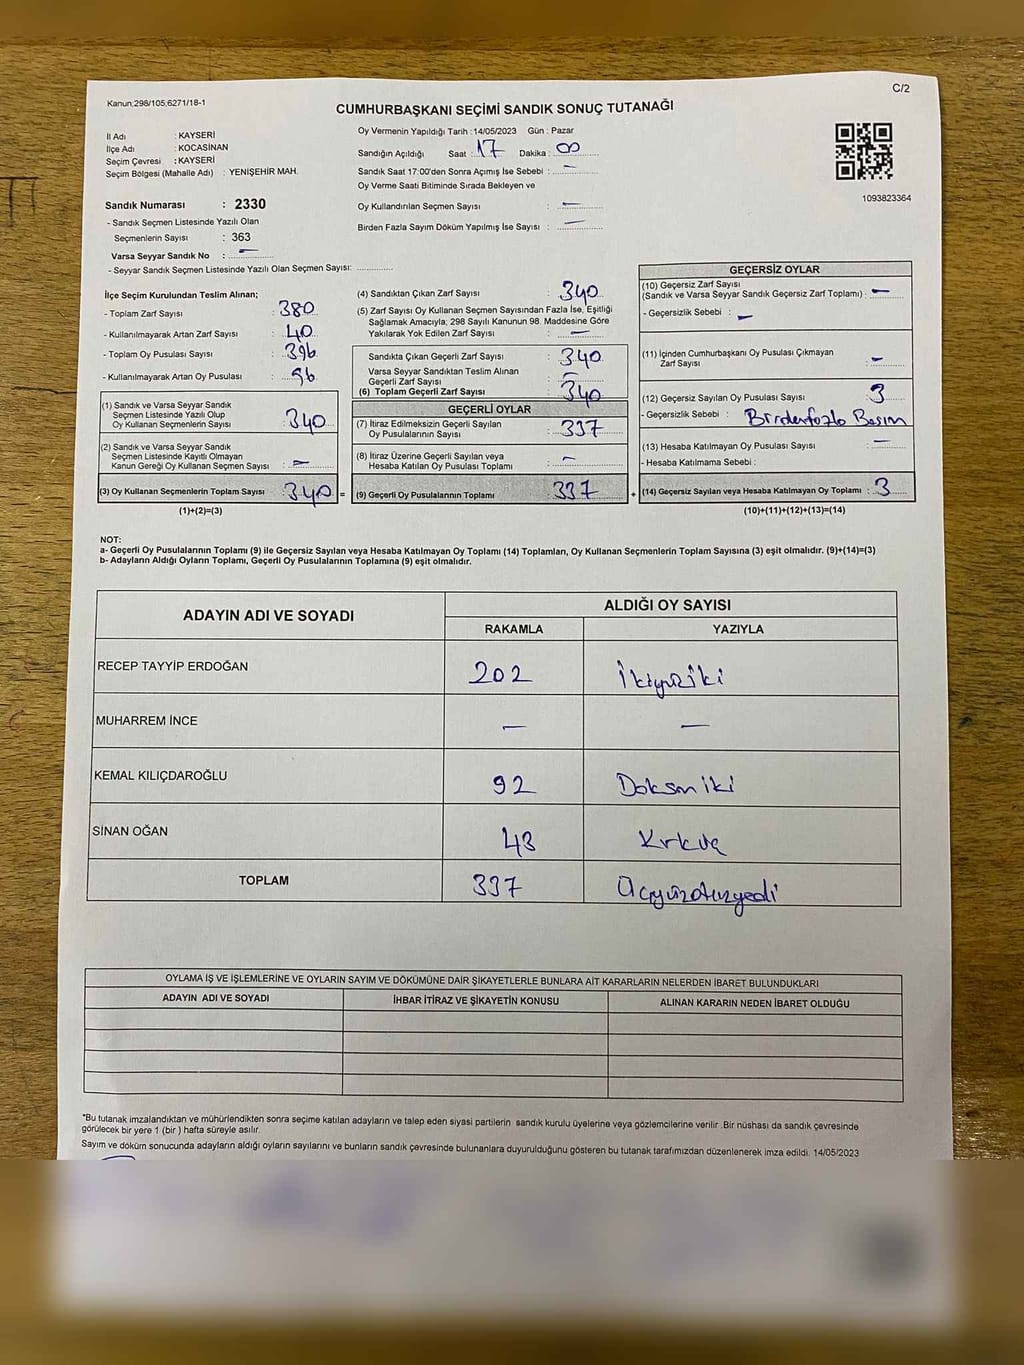 C/2
Kanun:298/105;6271/18-1
CUMHURBAŞKANI SEÇİMİ SANDIK SONUÇ TUTANAĞI
İl Adı : KAYSERİ
İlçe Adı : KOCASİNAN
Seçim Çevresi : KAYSERİ
Seçim Bölgesi (Mahalle Adı) : YENİŞEHİR MAH.
Sandık Numarası : 2330
- Sandık Seçmen Listesinde Yazılı Olan
Seçmenlerin Sayısı : 363
Varsa Seyyar Sandık No : —
- Seyyar Sandık Seçmen Listesinde Yazılı Olan Seçmen Sayısı: ..............
Oy Vermenin Yapıldığı Tarih : 14/05/2023 Gün : Pazar
Sandığın Açıldığı Saat : 17 Dakika : 00
Sandık Saat 17:00'den Sonra Açımış İse Sebebi : —
Oy Verme Saati Bitiminde Sırada Bekleyen ve
Oy Kullandırılan Seçmen Sayısı : —
Birden Fazla Sayım Döküm Yapılmış İse Sayısı : —
1093823364
İlçe Seçim Kurulundan Teslim Alınan;
- Toplam Zarf Sayısı : 380
- Kullanılmayarak Artan Zarf Sayısı : 40
- Toplam Oy Pusulası Sayısı : 396
- Kullanılmayarak Artan Oy Pusulası : 96
(1) Sandık ve Varsa Seyyar Sandık
Seçmen Listesinde Yazılı Olup
Oy Kullanan Seçmenlerin Sayısı : 340
(2) Sandık ve Varsa Seyyar Sandık
Seçmen Listesinde Kayıtlı Olmayan
Kanun Gereği Oy Kullanan Seçmen Sayısı : —
(3) Oy Kullanan Seçmenlerin Toplam Sayısı : 340 =
(1)+(2)=(3)
(4) Sandıktan Çıkan Zarf Sayısı : 340
(5) Zarf Sayısı Oy Kullanan Seçmen Sayısından Fazla İse, Eşitliği
Sağlamak Amacıyla; 298 Sayılı Kanunun 98. Maddesine Göre
Yakılarak Yok Edilen Zarf Sayısı : —
Sandıkta Çıkan Geçerli Zarf Sayısı : 340
Varsa Seyyar Sandıktan Teslim Alınan
Geçerli Zarf Sayısı : —
(6) Toplam Geçerli Zarf Sayısı : 340
GEÇERLİ OYLAR
(7) İtiraz Edilmeksizin Geçerli Sayılan
Oy Pusulalarının Sayısı : 337
(8) İtiraz Üzerine Geçerli Sayılan veya
Hesaba Katılan Oy Pusulası Toplamı : —
(9) Geçerli Oy Pusulalarının Toplamı : 337 +
GEÇERSİZ OYLAR
(10) Geçersiz Zarf Sayısı
(Sandık ve Varsa Seyyar Sandık Geçersiz Zarf Toplamı) : —
- Geçersizlik Sebebi : —
(11) İçinden Cumhurbaşkanı Oy Pusulası Çıkmayan
Zarf Sayısı : —
(12) Geçersiz Sayılan Oy Pusulası Sayısı : 3
- Geçersizlik Sebebi : Birdenfazla Basım
(13) Hesaba Katılmayan Oy Pusulası Sayısı : —
- Hesaba Katılmama Sebebi :
(14) Geçersiz Sayılan veya Hesaba Katılmayan Oy Toplamı : 3
(10)+(11)+(12)+(13)=(14)
NOT:
a- Geçerli Oy Pusulalarının Toplamı (9) ile Geçersiz Sayılan veya Hesaba Katılmayan Oy Toplamı (14) Toplamları, Oy Kullanan Seçmenlerin Toplam Sayısına (3) eşit olmalıdır. (9)+(14)=(3)
b- Adayların Aldığı Oyların Toplamı, Geçerli Oy Pusulalarının Toplamına (9) eşit olmalıdır.
ADAYIN ADI VE SOYADI ALDIĞI OY SAYISI
RAKAMLA YAZIYLA
RECEP TAYYİP ERDOĞAN 202 İkiyüziki
MUHARREM İNCE — —
KEMAL KILIÇDAROĞLU 92 Doksaniki
SİNAN OĞAN 43 Kırküç
TOPLAM 337 Üçyüzotuzyedi
OYLAMA İŞ VE İŞLEMLERİNE VE OYLARIN SAYIM VE DÖKÜMÜNE DAİR ŞİKAYETLERLE BUNLARA AİT KARARLARIN NELERDEN İBARET BULUNDUKLARI
ADAYIN ADI VE SOYADI İHBAR İTİRAZ VE ŞİKAYETİN KONUSU ALINAN KARARIN NEDEN İBARET OLDUĞU
*Bu tutanak imzalandıktan ve mühürlendikten sonra seçime katılan adayların ve talep eden siyasi partilerin sandık kurulu üyelerine veya gözlemcilerine verilir .Bir nüshası da sandık çevresinde
görülecek bir yere 1 (bir ) hafta süreyle asılır.
Sayım ve döküm sonucunda adayların aldığı oyların sayılarını ve bunların sandık çevresinde bulunanlara duyurulduğunu gösteren bu tutanak tarafımızdan düzenlenerek imza edildi. 14/05/2023